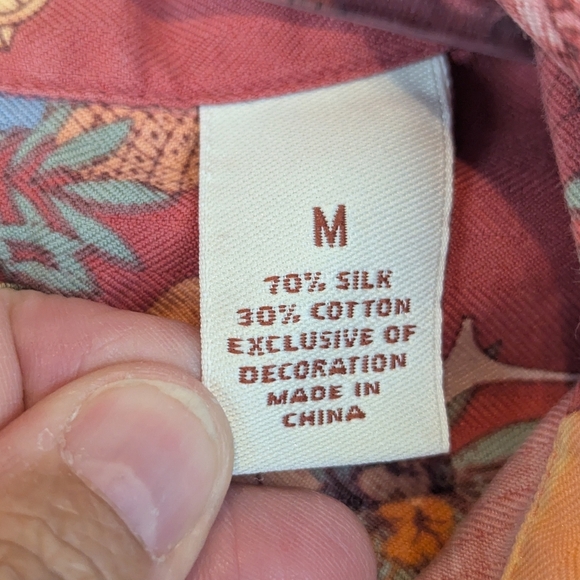 M
70% SILK
30% COTTON
EXCLUSIVE OF
DECORATION
MADE IN
CHINA